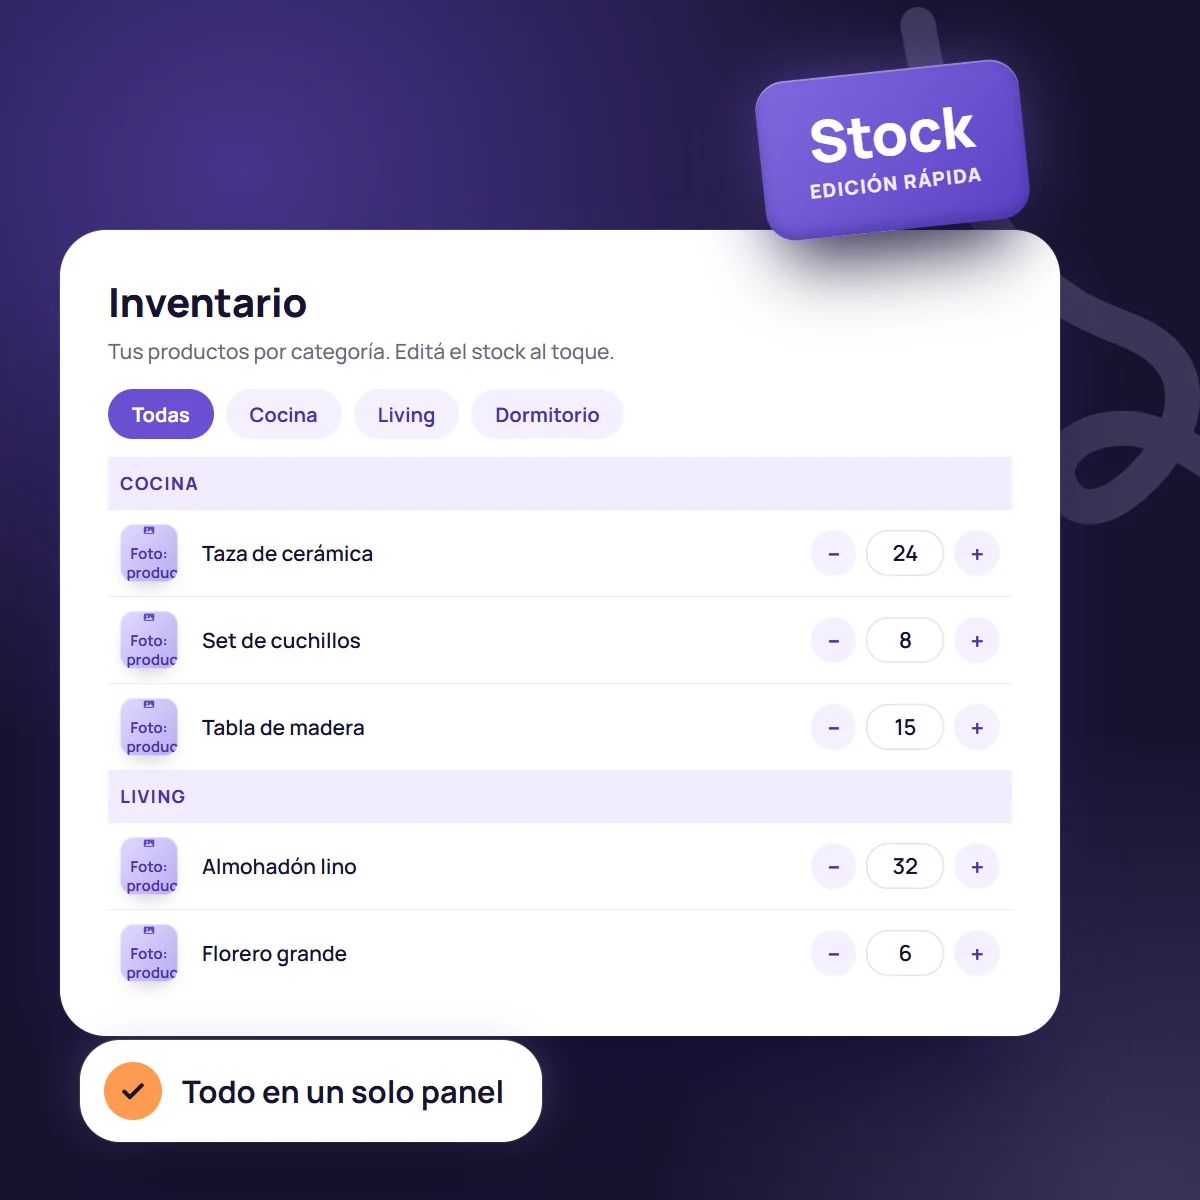 Stock
EDICIÓN RÁPIDA
Inventario
Tus productos por categoría. Editá el stock al toque.
Todas Cocina Living Dormitorio
COCINA
Foto:
produc
Taza de cerámica − 24 +
Foto:
produc
Set de cuchillos − 8 +
Foto:
produc
Tabla de madera − 15 +
LIVING
Foto:
produc
Almohadón lino − 32 +
Foto:
produc
Florero grande − 6 +
Todo en un solo panel